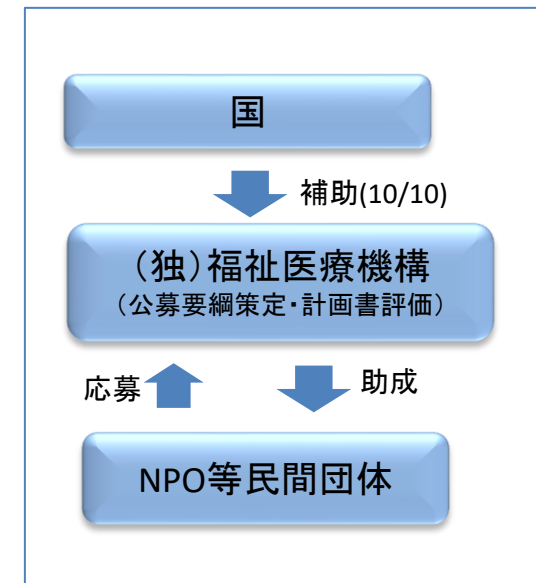 国
補助(10/10)
（独）福祉医療機構
（公募要綱策定・計画書評価）
応募
助成
NPO等民間団体